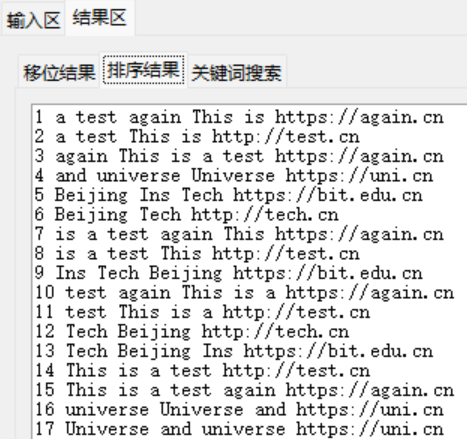 输入区 结果区
移位结果 排序结果 关键词搜索
1 a test again This is https://again.cn
2 a test This is http://test.cn
3 again This is a test https://again.cn
4 and universe Universe https://uni.cn
5 Beijing Ins Tech https://bit.edu.cn
6 Beijing Tech http://tech.cn
7 is a test again This https://again.cn
8 is a test This http://test.cn
9 Ins Tech Beijing https://bit.edu.cn
10 test again This is a https://again.cn
11 test This is a http://test.cn
12 Tech Beijing http://tech.cn
13 Tech Beijing Ins https://bit.edu.cn
14 This is a test http://test.cn
15 This is a test again https://again.cn
16 universe Universe and https://uni.cn
17 Universe and universe https://uni.cn